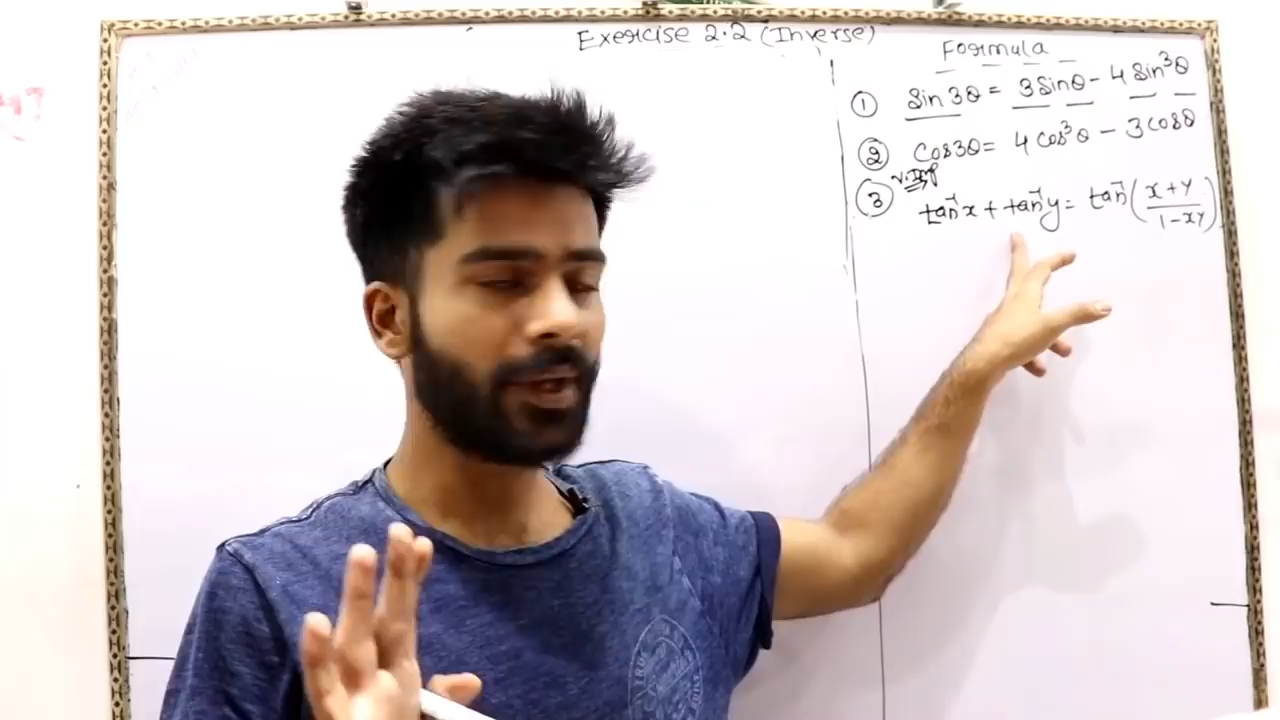 Exercise 2.2 (Inverse)
Formula
① Sin 3θ = 3 Sinθ - 4 Sin³θ
② Cos3θ = 4 Cos³θ - 3 Cosθ
V. Imp
③ tan⁻¹x + tan⁻¹y = tan⁻¹(x+y / 1-xy)